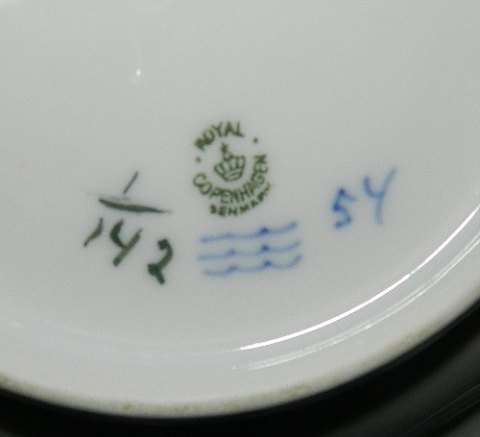 ROYAL
COPENHAGEN
DENMARK
1
142
54